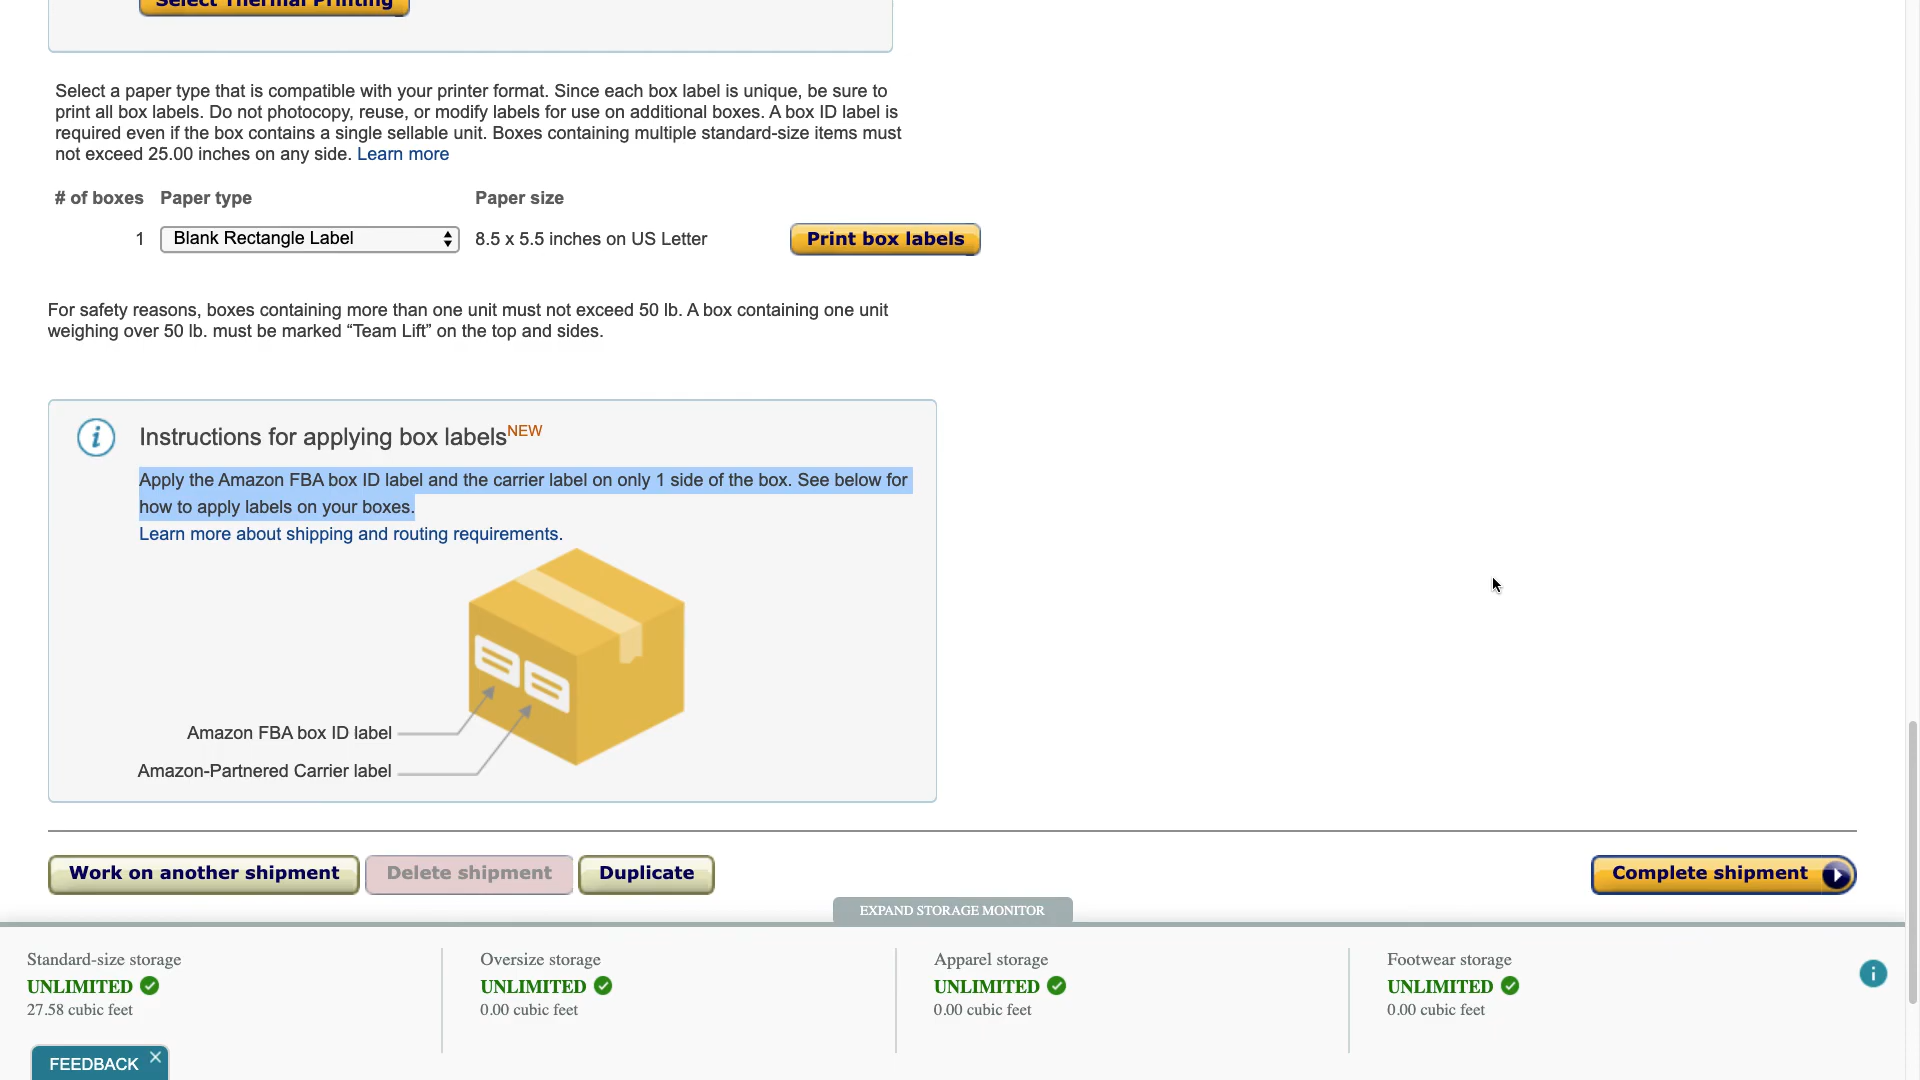 Select Thermal Printing
Select a paper type that is compatible with your printer format. Since each box label is unique, be sure to
print all box labels. Do not photocopy, reuse, or modify labels for use on additional boxes. A box ID label is
required even if the box contains a single sellable unit. Boxes containing multiple standard-size items must
not exceed 25.00 inches on any side. Learn more
# of boxes Paper type Paper size
1 Blank Rectangle Label 8.5 x 5.5 inches on US Letter Print box labels
For safety reasons, boxes containing more than one unit must not exceed 50 lb. A box containing one unit
weighing over 50 lb. must be marked “Team Lift” on the top and sides.
Instructions for applying box labels NEW
Apply the Amazon FBA box ID label and the carrier label on only 1 side of the box. See below for
how to apply labels on your boxes.
Learn more about shipping and routing requirements.
Amazon FBA box ID label
Amazon-Partnered Carrier label
Work on another shipment Delete shipment Duplicate Complete shipment
EXPAND STORAGE MONITOR
Standard-size storage Oversize storage Apparel storage Footwear storage
UNLIMITED UNLIMITED UNLIMITED UNLIMITED
27.58 cubic feet 0.00 cubic feet 0.00 cubic feet 0.00 cubic feet
FEEDBACK